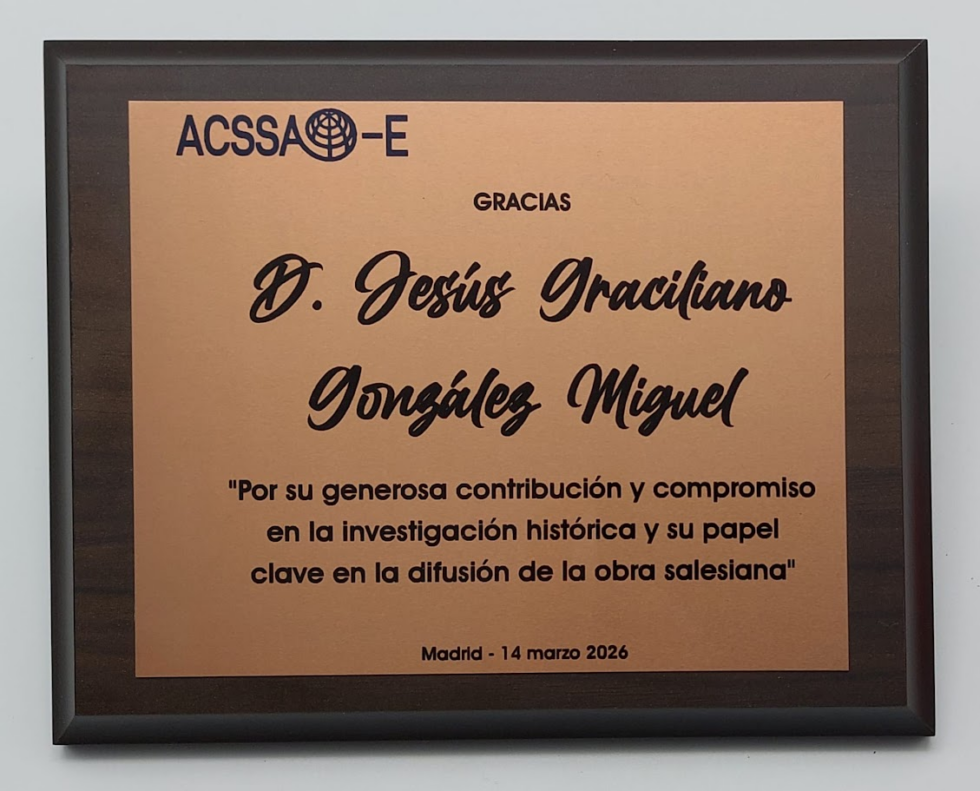 ACSSA-E
GRACIAS
D. Jesús Graciliano
González Miguel
"Por su generosa contribución y compromiso
en la investigación histórica y su papel
clave en la difusión de la obra salesiana"
Madrid - 14 marzo 2026